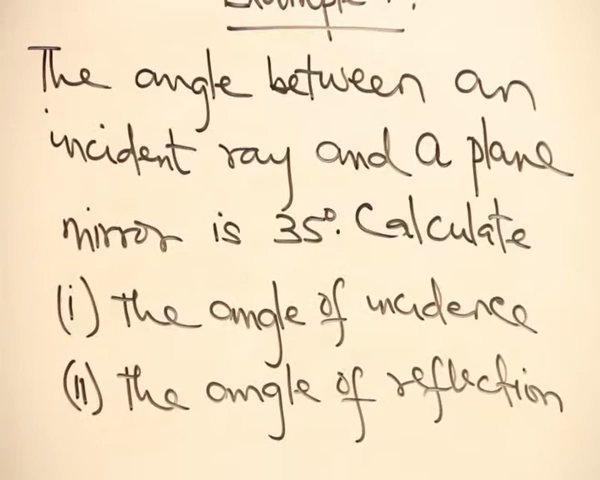 The angle between an
incident ray and a plane
mirror is 35°. Calculate
(i) the angle of incidence
(ii) the angle of reflection